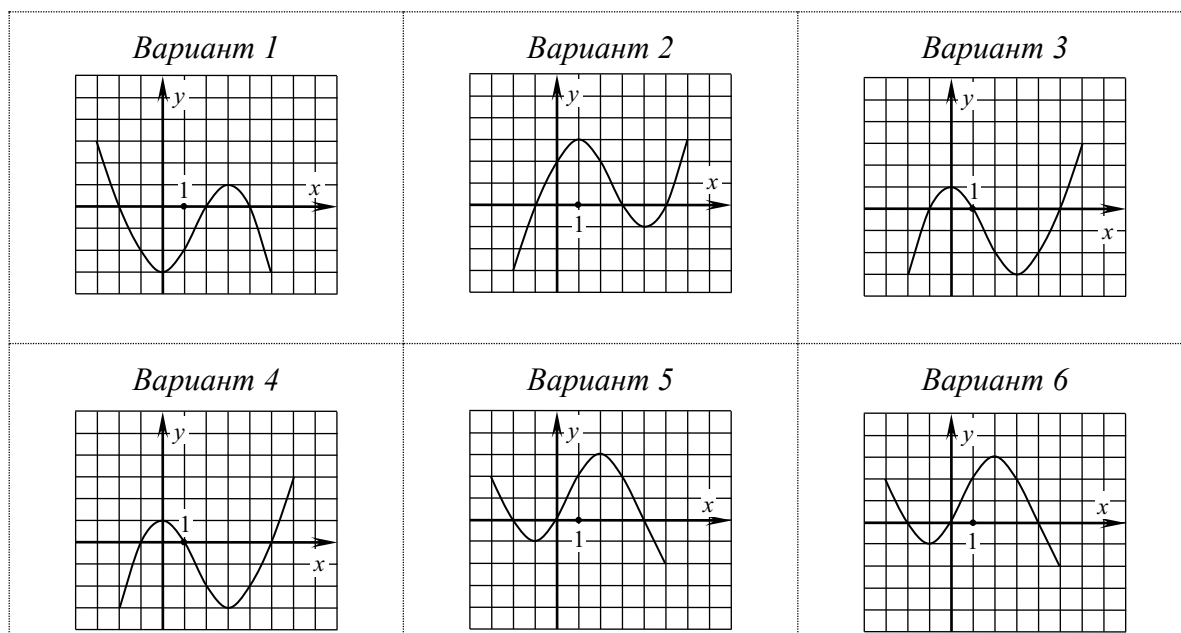 Вариант 1
y
1
x
Вариант 2
y
x
1
Вариант 3
y
1
x
Вариант 4
y
1
x
Вариант 5
y
x
1
Вариант 6
y
x
1